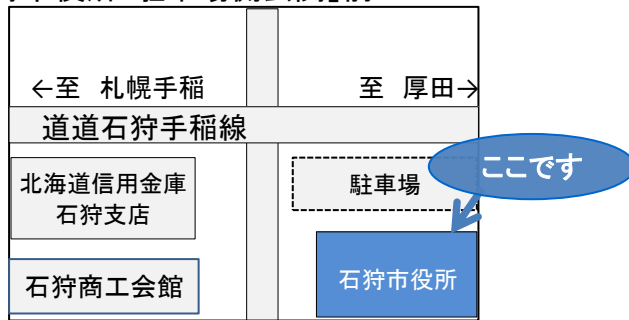 ←至 札幌手稲
至 厚田→
道道石狩手稲線
北海道信用金庫
石狩支店
駐車場
ここです
石狩商工会館
石狩市役所